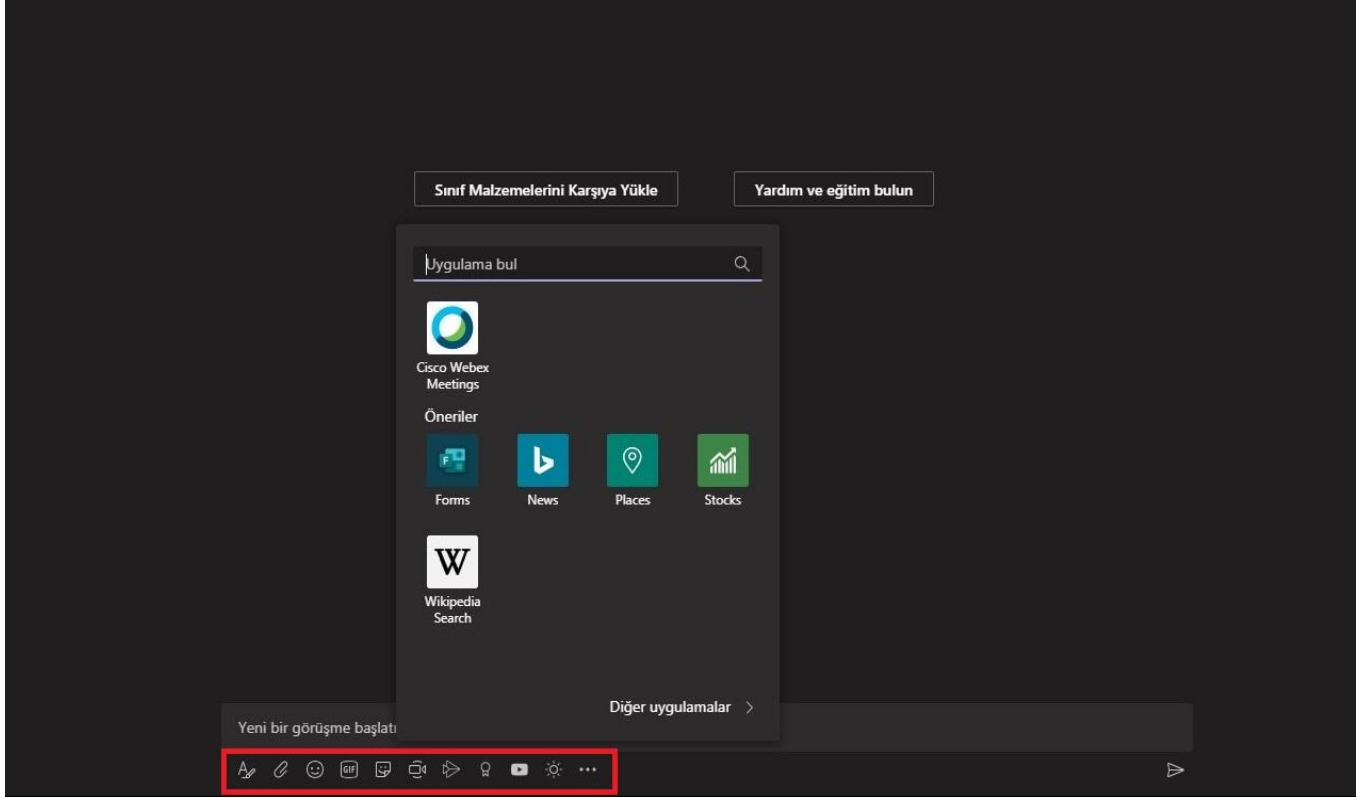 Sınıf Malzemelerini Karşıya Yükle
Yardım ve eğitim bulun
Uygulama bul
Cisco Webex
Meetings
Öneriler
F
Forms
News
Places
Stocks
W
Wikipedia
Search
Diğer uygulamalar
Yeni bir görüşme başlatı
GIF